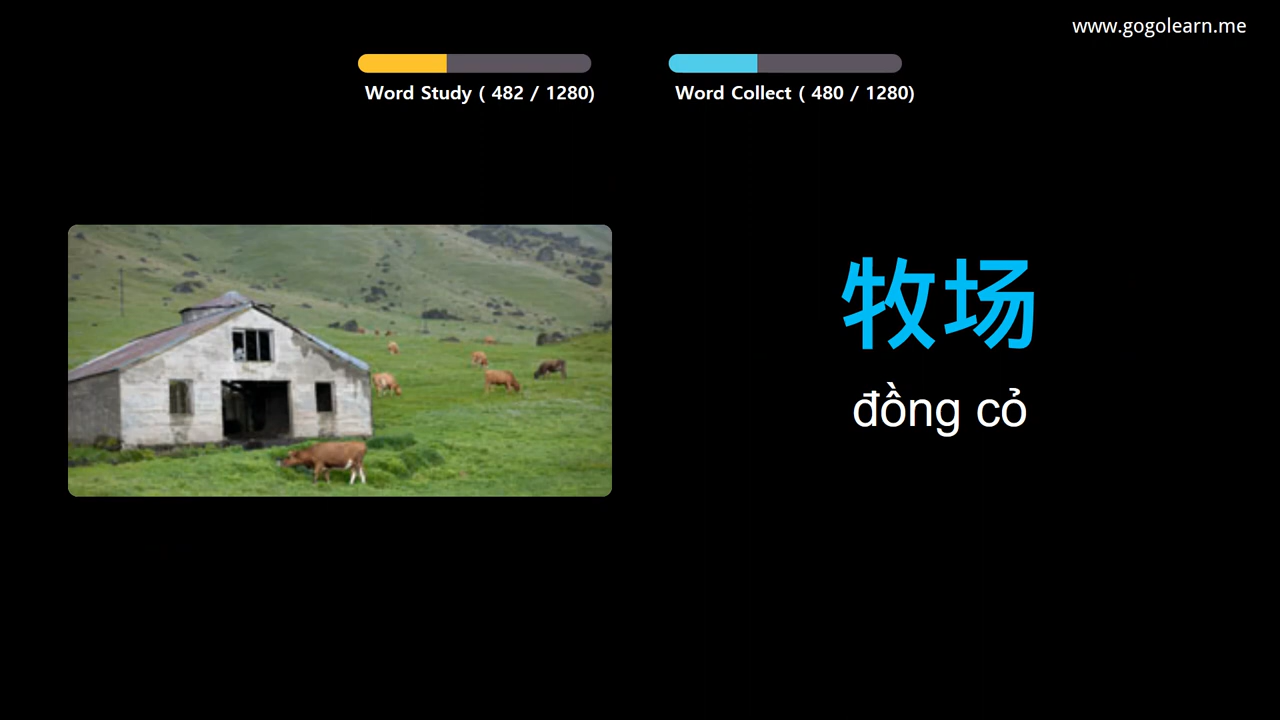 www.gogolearn.me
Word Study ( 482 / 1280)
Word Collect ( 480 / 1280)
牧场
đồng cỏ